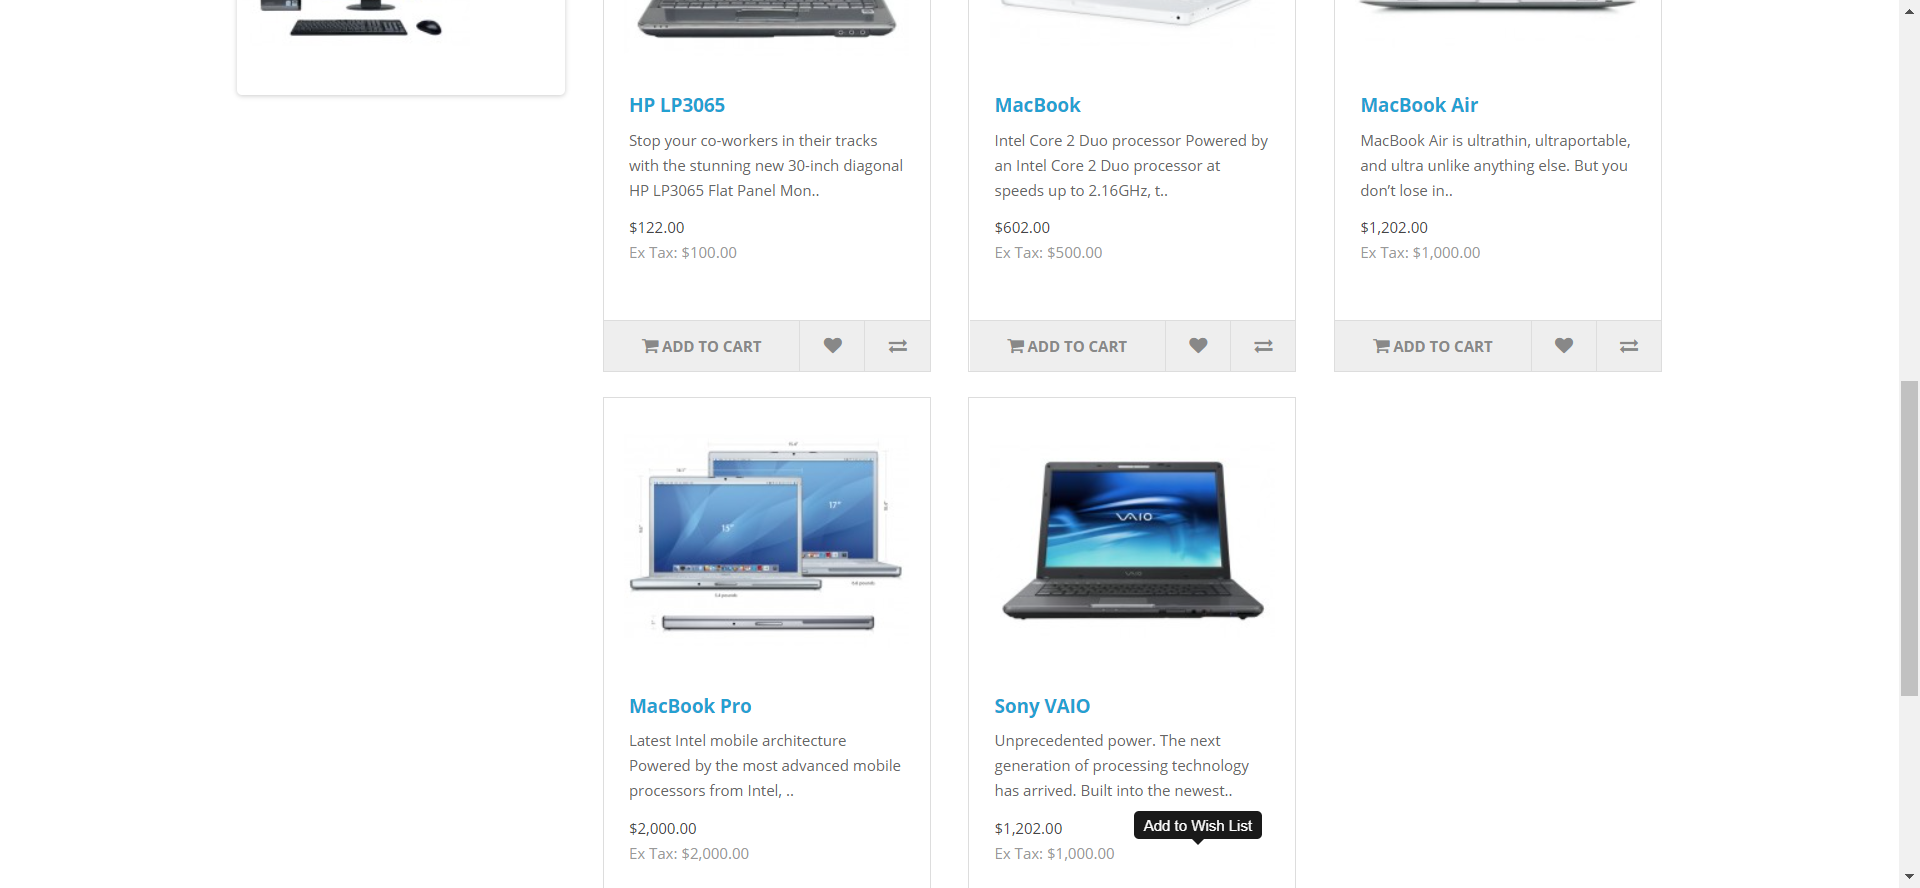 HP LP3065
Stop your co-workers in their tracks
with the stunning new 30-inch diagonal
HP LP3065 Flat Panel Mon..
$122.00
Ex Tax: $100.00
ADD TO CART
MacBook
Intel Core 2 Duo processor Powered by
an Intel Core 2 Duo processor at
speeds up to 2.16GHz, t..
$602.00
Ex Tax: $500.00
ADD TO CART
MacBook Air
MacBook Air is ultrathin, ultraportable,
and ultra unlike anything else. But you
don’t lose in..
$1,202.00
Ex Tax: $1,000.00
ADD TO CART
15"
17"
MacBook Pro
Latest Intel mobile architecture
Powered by the most advanced mobile
processors from Intel, ..
$2,000.00
Ex Tax: $2,000.00
VAIO
VAIO
Sony VAIO
Unprecedented power. The next
generation of processing technology
has arrived. Built into the newest..
$1,202.00
Ex Tax: $1,000.00
Add to Wish List